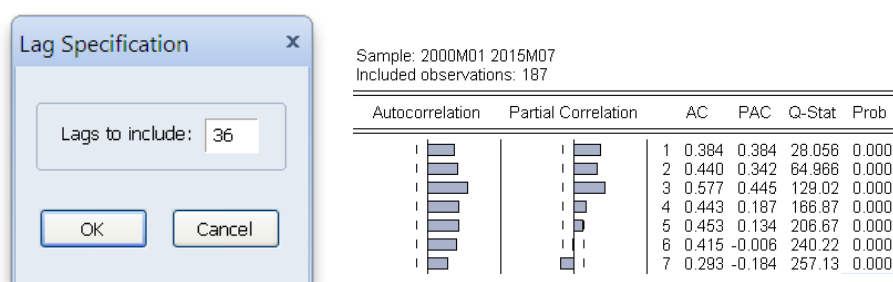 Lag Specification x
Lags to include: 36
OK Cancel
Sample: 2000M01 2015M07
Included observations: 187
Autocorrelation Partial Correlation AC PAC Q-Stat Prob
1 0.384 0.384 28.056 0.000
2 0.440 0.342 64.966 0.000
3 0.577 0.445 129.02 0.000
4 0.443 0.187 166.87 0.000
5 0.453 0.134 206.67 0.000
6 0.415 -0.006 240.22 0.000
7 0.293 -0.184 257.13 0.000